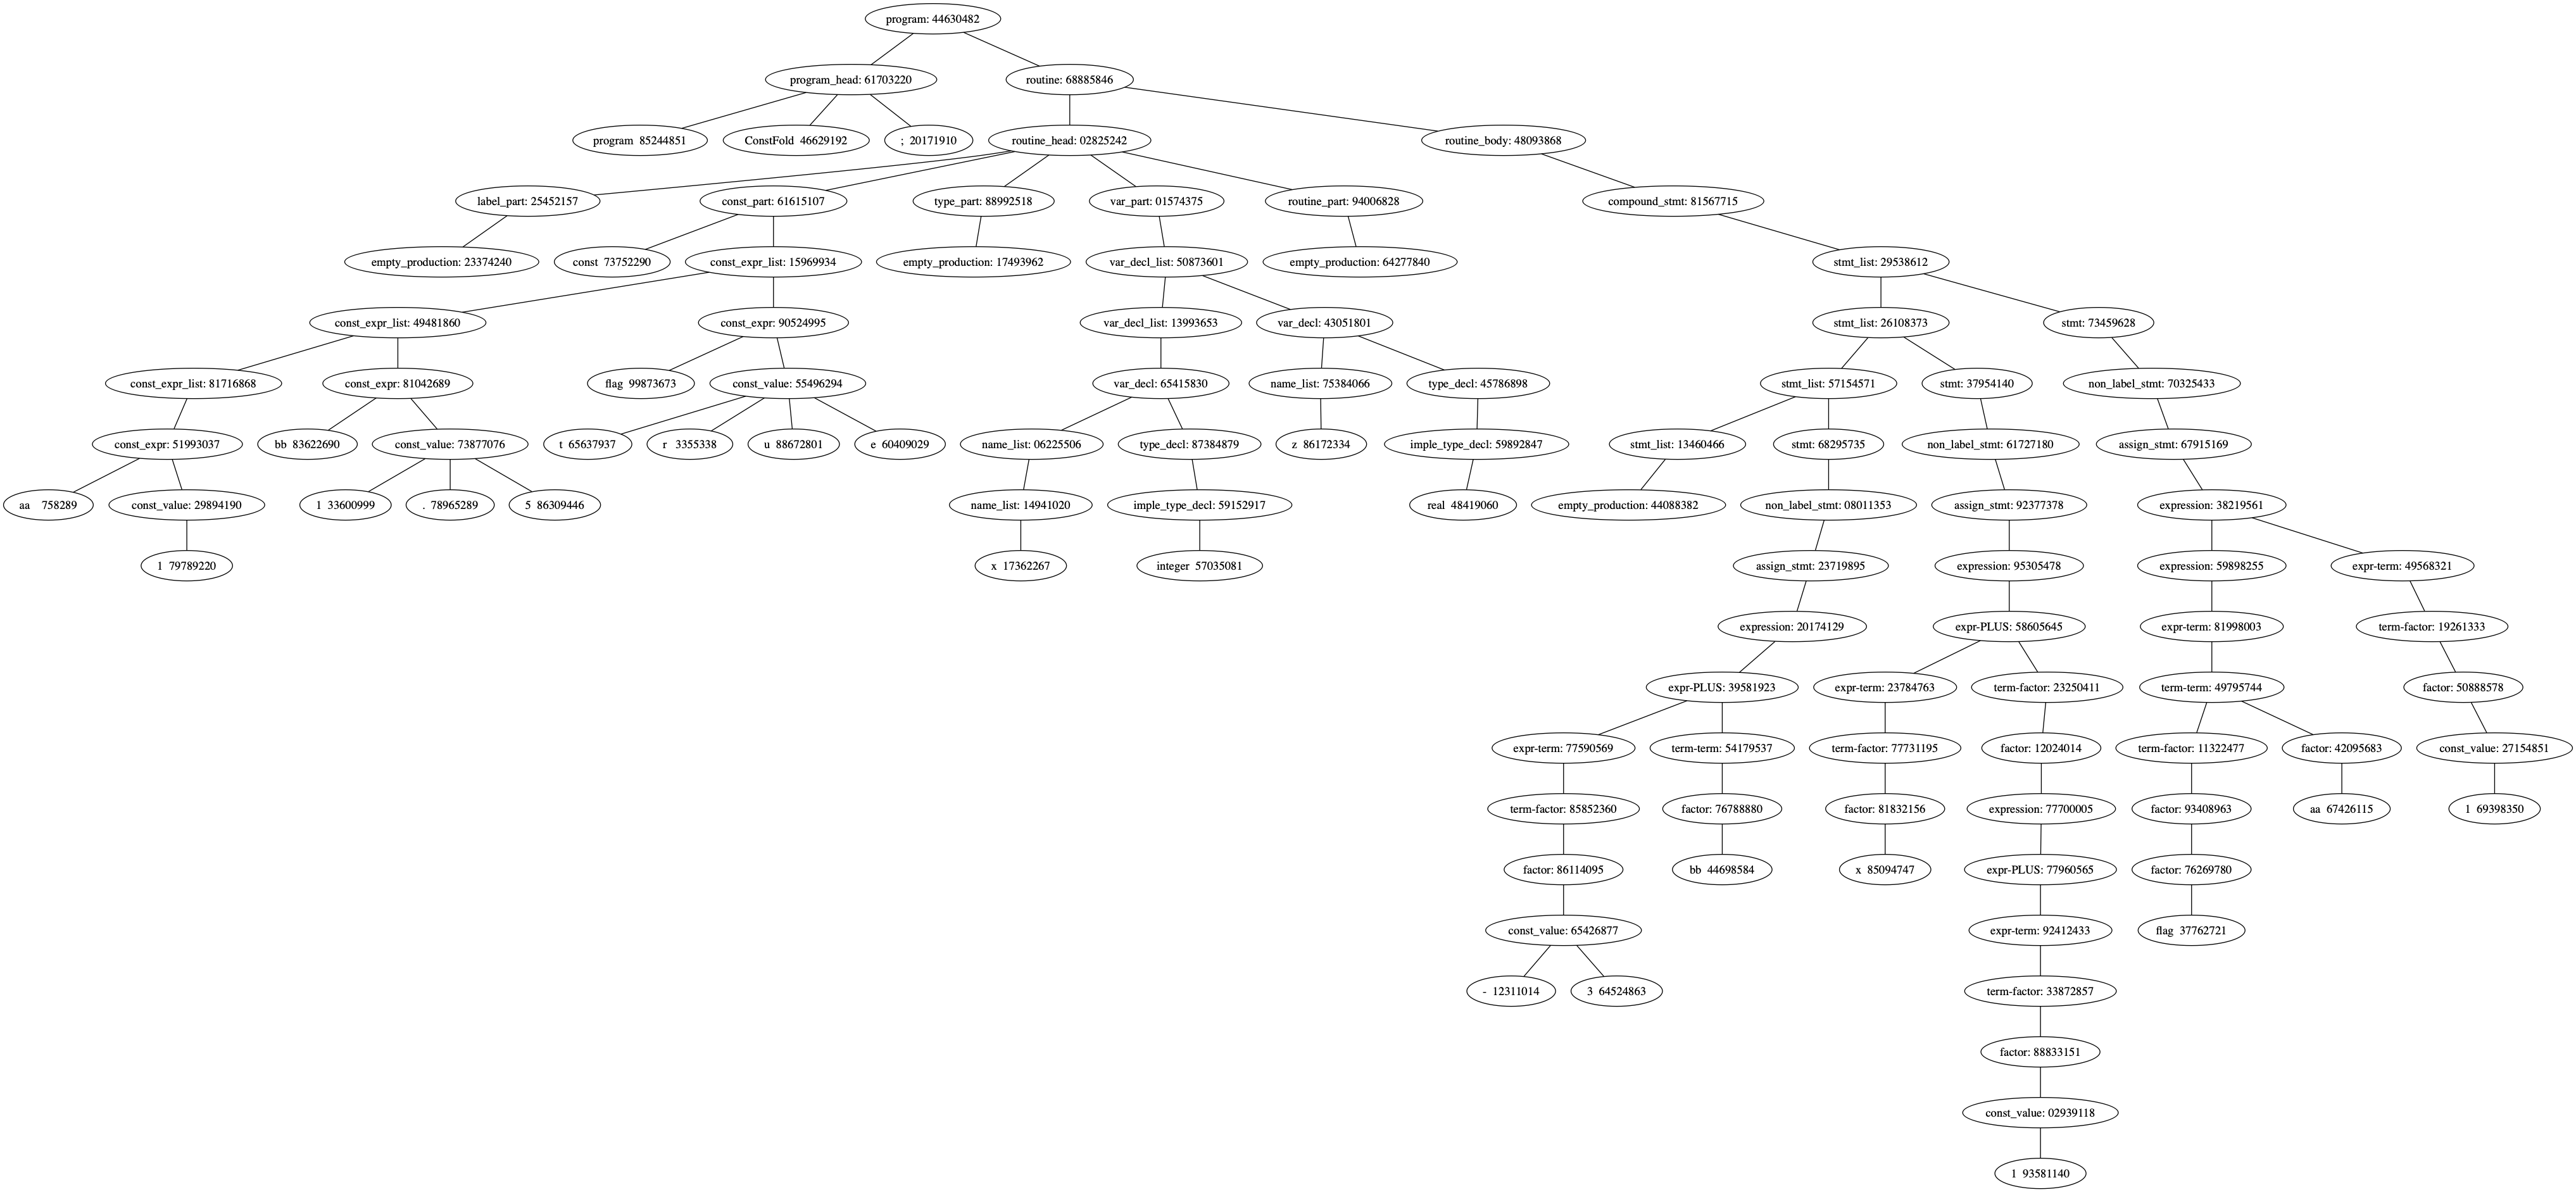 program: 44630482
program_head: 61703220
routine: 68885846
program 85244851
ConstFold 46629192
; 20171910
routine_head: 02825242
routine_body: 48093868
label_part: 25452157
const_part: 61615107
type_part: 88992518
var_part: 01574375
routine_part: 94006828
compound_stmt: 81567715
empty_production: 23374240
const 73752290
const_expr_list: 15969934
empty_production: 17493962
var_decl_list: 50873601
empty_production: 64277840
stmt_list: 29538612
const_expr_list: 49481860
const_expr: 90524995
var_decl_list: 13993653
var_decl: 43051801
stmt_list: 26108373
stmt: 73459628
const_expr_list: 81716868
const_expr: 81042689
flag 99873673
const_value: 55496294
var_decl: 65415830
name_list: 75384066
type_decl: 45786898
stmt_list: 57154571
stmt: 37954140
non_label_stmt: 70325433
const_expr: 51993037
bb 83622690
const_value: 73877076
t 65637937
r 3355338
u 88672801
e 60409029
name_list: 06225506
type_decl: 87384879
z 86172334
imple_type_decl: 59892847
stmt_list: 13460466
stmt: 68295735
non_label_stmt: 61727180
assign_stmt: 67915169
aa 758289
const_value: 29894190
1 33600999
. 78965289
5 86309446
name_list: 14941020
imple_type_decl: 59152917
real 48419060
empty_production: 44088382
non_label_stmt: 08011353
assign_stmt: 92377378
expression: 38219561
1 79789220
x 17362267
integer 57035081
assign_stmt: 23719895
expression: 95305478
expression: 59898255
expr-term: 49568321
expression: 20174129
expr-PLUS: 58605645
expr-term: 81998003
term-factor: 19261333
expr-PLUS: 39581923
expr-term: 23784763
term-factor: 23250411
term-term: 49795744
factor: 50888578
expr-term: 77590569
term-term: 54179537
term-factor: 77731195
factor: 12024014
term-factor: 11322477
factor: 42095683
const_value: 27154851
term-factor: 85852360
factor: 76788880
factor: 81832156
expression: 77700005
factor: 93408963
aa 67426115
1 69398350
factor: 86114095
bb 44698584
x 85094747
expr-PLUS: 77960565
factor: 76269780
const_value: 65426877
expr-term: 92412433
flag 37762721
- 12311014
3 64524863
term-factor: 33872857
factor: 88833151
const_value: 02939118
1 93581140